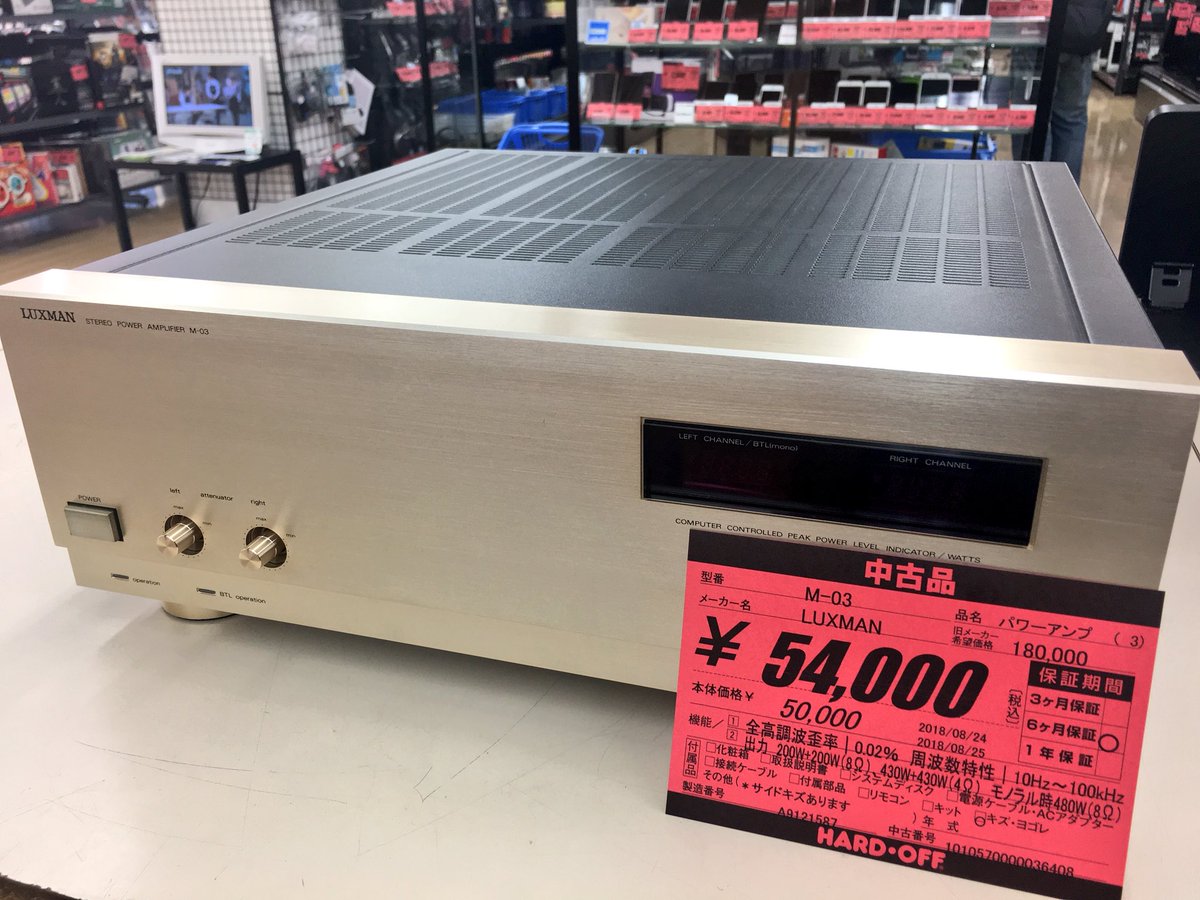 LUXMAN STEREO POWER AMPLIFIER M-03
LEFT CHANNEL/BTL(mono)
RIGHT CHANNEL
COMPUTER CONTROLLED PEAK POWER LEVEL INDICATOR/WATTS
POWER
left attenuator right
max min max min
operation
BTL operation
中古品
型番 M-03
品名 パワーアンプ (3)
メーカー名 LUXMAN
旧メーカー希望価格 180,000
¥54,000 〔税込〕
本体価格¥ 50,000
保証期間
3ヶ月保証
6ヶ月保証○
1年保証
2018/08/24
2018/08/25
機能/ 1 全高調波歪率|0.02% 周波数特性|10Hz~100kHz
2 出力 200W+200W(8Ω) 430W+430W(4Ω) モノラル時480W(8Ω)
付属品 □化粧箱 □取扱説明書 □システムディスク □電源ケーブル・ACアダプター
□接続ケーブル □付属部品 □リモコン □キット ○キズ・ヨゴレ
その他(*サイドキズあります )年式
製造番号 A9121587
中古番号 1010570000036408
HARD・OFF